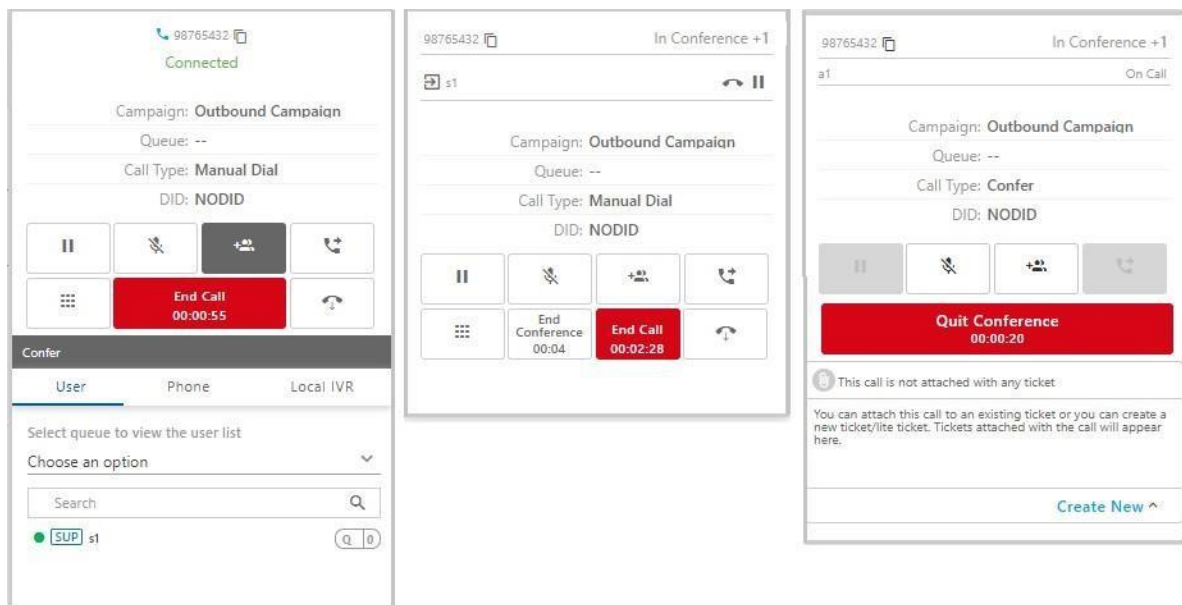 98765432
Connected
Campaign: Outbound Campaign
Queue: --
Call Type: Manual Dial
DID: NODID
End Call
00:00:55
Confer
User Phone Local IVR
Select queue to view the user list
Choose an option
Search
SUP s1 Q 0
98765432 In Conference +1
s1
Campaign: Outbound Campaign
Queue: --
Call Type: Manual Dial
DID: NODID
End
Conference
00:04
End Call
00:02:28
98765432 In Conference +1
a1 On Call
Campaign: Outbound Campaign
Queue: --
Call Type: Confer
DID: NODID
Quit Conference
00:00:20
This call is not attached with any ticket
You can attach this call to an existing ticket or you can create a
new ticket/lite ticket. Tickets attached with the call will appear
here.
Create New